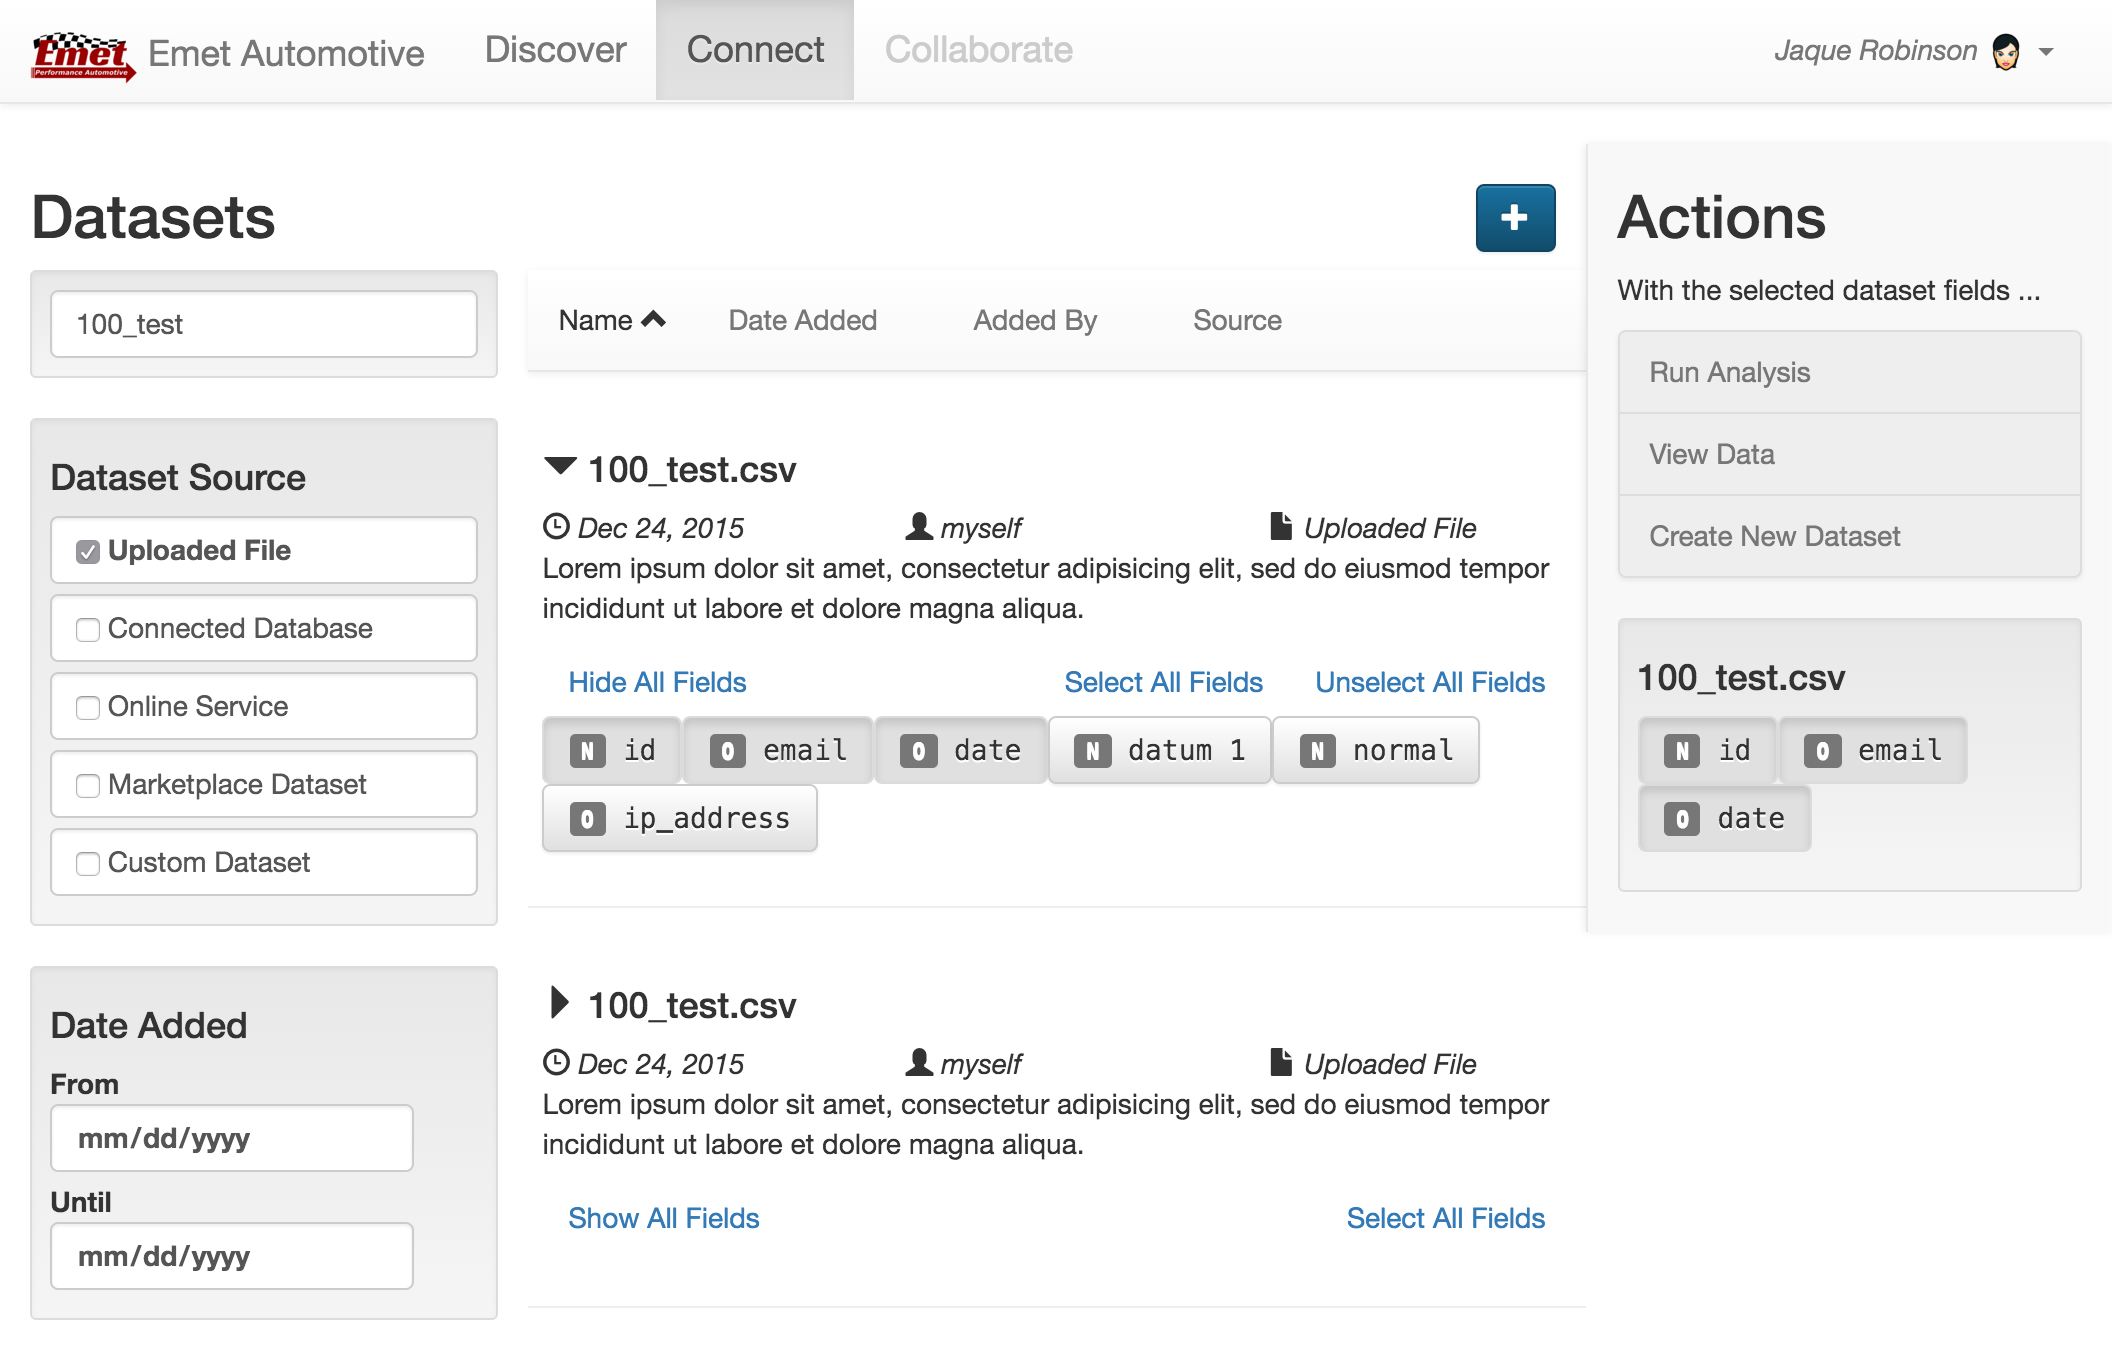 Emet
Performance Automotive
Emet Automotive
Discover
Connect
Collaborate
Jaque Robinson
Datasets
+
100_test
Dataset Source
Uploaded File
Connected Database
Online Service
Marketplace Dataset
Custom Dataset
Date Added
From
mm/dd/yyyy
Until
mm/dd/yyyy
Name
Date Added
Added By
Source
100_test.csv
Dec 24, 2015
myself
Uploaded File
Lorem ipsum dolor sit amet, consectetur adipisicing elit, sed do eiusmod tempor
incididunt ut labore et dolore magna aliqua.
Hide All Fields
Select All Fields
Unselect All Fields
N id
O email
O date
N datum 1
N normal
O ip_address
100_test.csv
Dec 24, 2015
myself
Uploaded File
Lorem ipsum dolor sit amet, consectetur adipisicing elit, sed do eiusmod tempor
incididunt ut labore et dolore magna aliqua.
Show All Fields
Select All Fields
Actions
With the selected dataset fields ...
Run Analysis
View Data
Create New Dataset
100_test.csv
N id
O email
O date